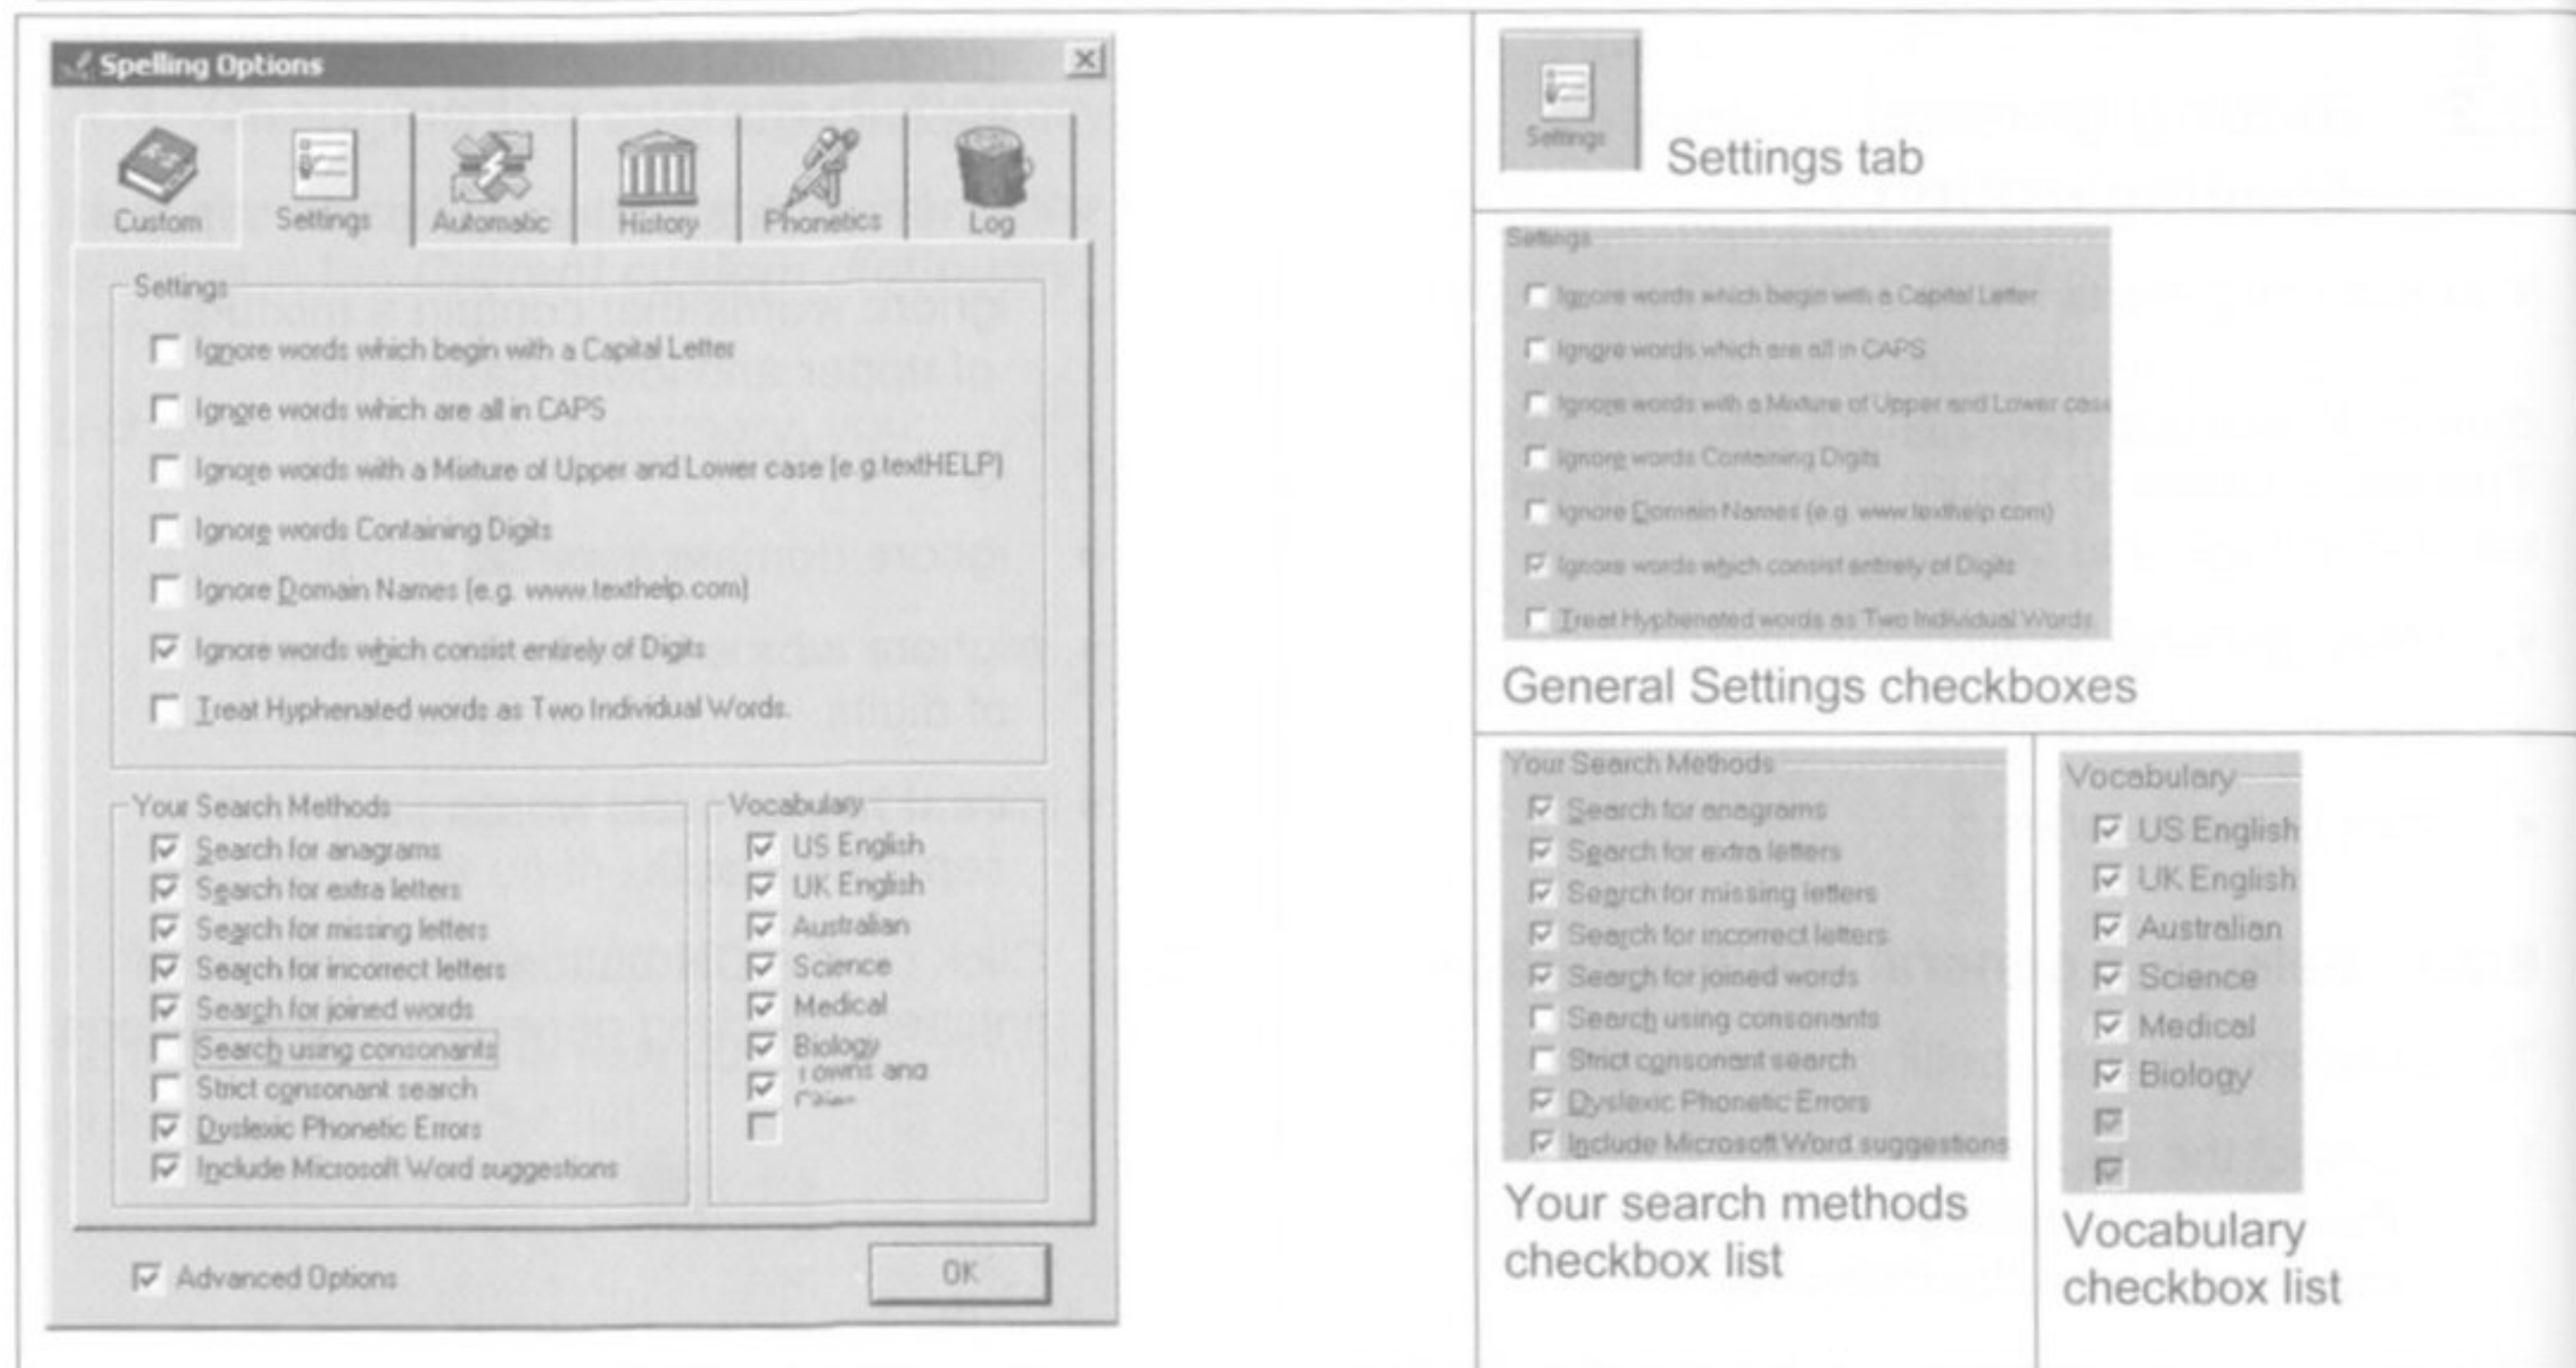 Spelling Options
Custom
Settings
Automatic
History
Phonetics
Log
Settings
Ignore words which begin with a Capital Letter
Ignore words which are all in CAPS
Ignore words with a Mixture of Upper and Lower case (e.g.textHELP)
Ignore words Containing Digits
Ignore Domain Names (e.g. www.texthelp.com)
Ignore words which consist entirely of Digits
Treat Hyphenated words as Two Individual Words.
Your Search Methods
Search for anagrams
Search for extra letters
Search for missing letters
Search for incorrect letters
Search for joined words
Search using consonants
Strict consonant search
Dyslexic Phonetic Errors
Include Microsoft Word suggestions
Vocabulary
US English
UK English
Australian
Science
Medical
Biology
Towns and
Advanced Options
OK
Settings
Settings tab
Settings
Ignore words which begin with a Capital Letter
Ignore words which are all in CAPS
Ignore words with a Mixture of Upper and Lower case
Ignore words Containing Digits
Ignore Domain Names (e.g. www.texthelp.com)
Ignore words which consist entirely of Digits
Treat Hyphenated words as Two Individual Words.
General Settings checkboxes
Your Search Methods
Search for anagrams
Search for extra letters
Search for missing letters
Search for incorrect letters
Search for joined words
Search using consonants
Strict consonant search
Dyslexic Phonetic Errors
Include Microsoft Word suggestions
Your search methods
checkbox list
Vocabulary
US English
UK English
Australian
Science
Medical
Biology
Vocabulary
checkbox list